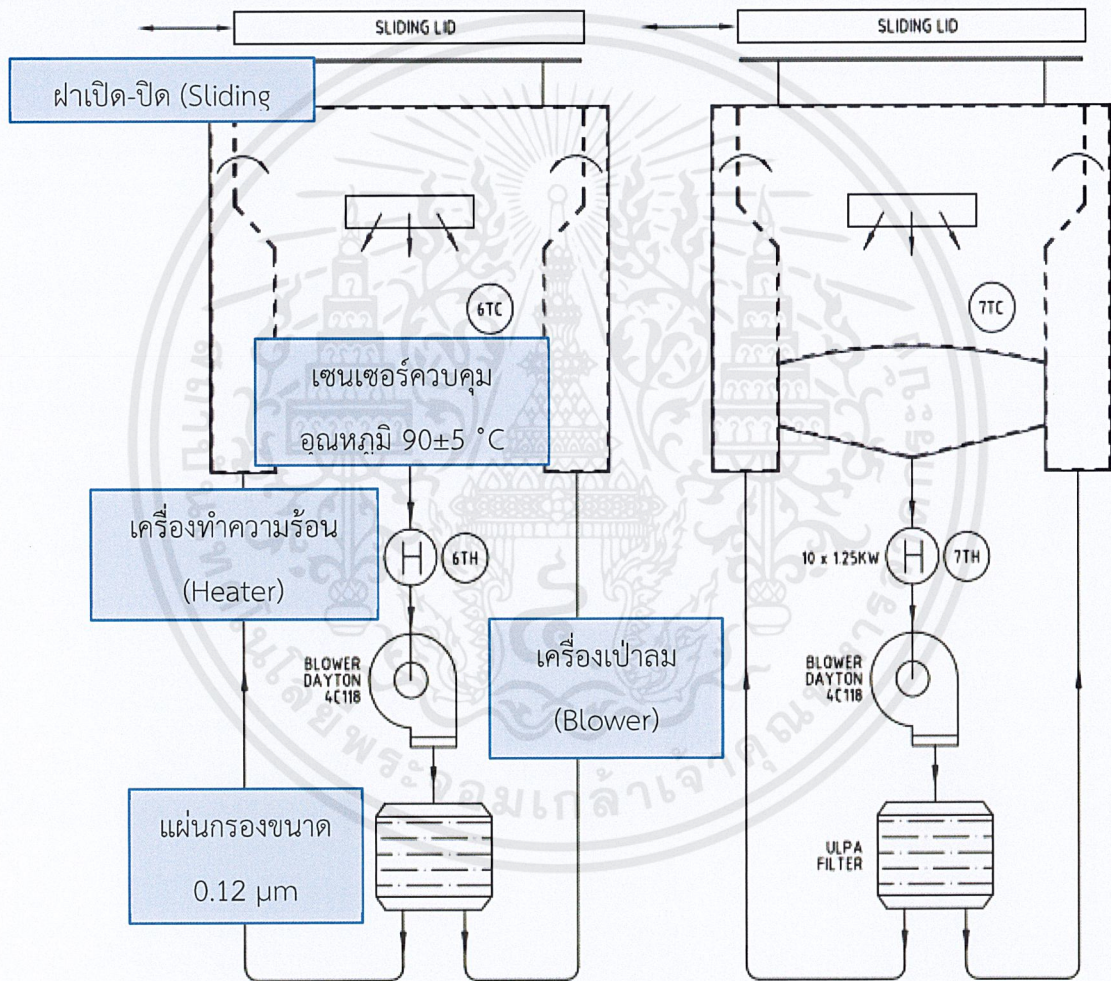 SLIDING LID
SLIDING LID
ฝาเปิด-ปิด (Sliding
6TC
7TC
เซนเซอร์ควบคุม
อุณหภูมิ 90±5 °C
เครื่องทำความร้อน
(Heater)
H
6TH
10 x 1.25KW
H
7TH
BLOWER
DAYTON
4C118
เครื่องเป่าลม
(Blower)
BLOWER
DAYTON
4C118
แผ่นกรองขนาด
0.12 µm
ULPA
FILTER